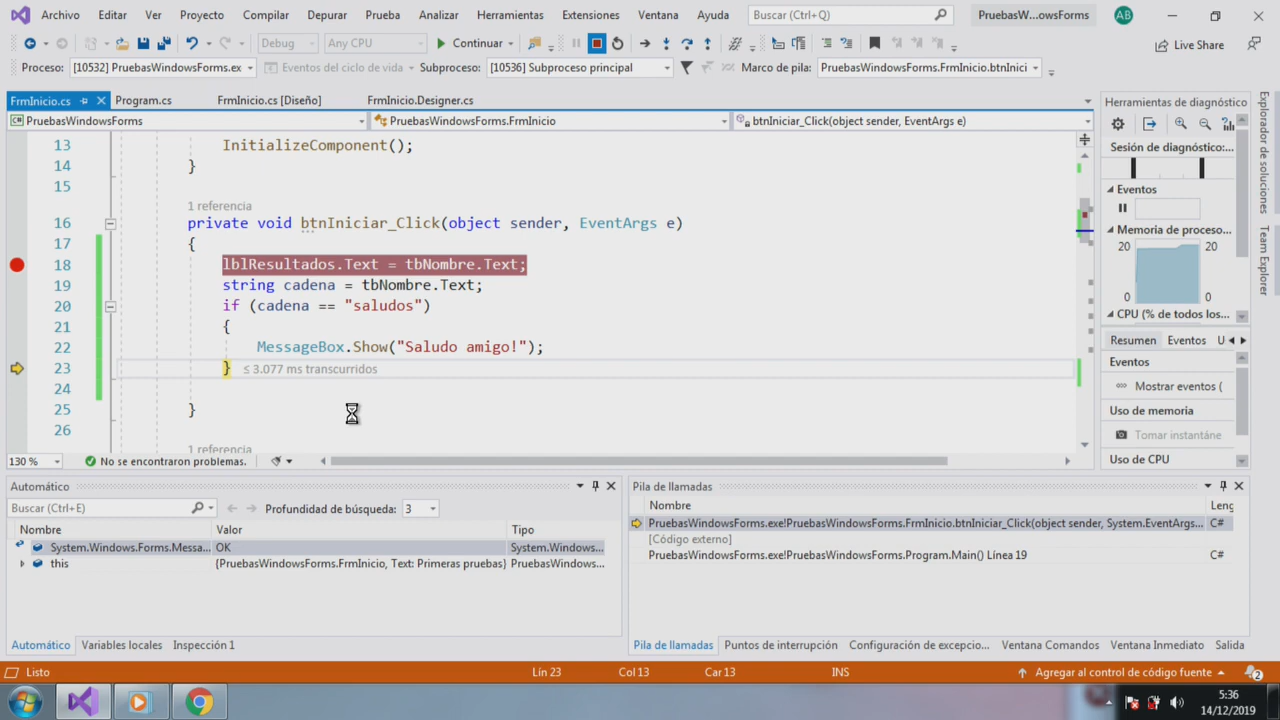 Archivo Editar Ver Proyecto Compilar Depurar Prueba Analizar Herramientas Extensiones Ventana Ayuda Buscar (Ctrl+Q) PruebasW...owsForms AB
Debug Any CPU Continuar Live Share
Proceso: [10532] PruebasWindowsForms.ex Eventos del ciclo de vida Subproceso: [10536] Subproceso principal Marco de pila: PruebasWindowsForms.FrmInicio.btnInici
FrmInicio.cs Program.cs FrmInicio.cs [Diseño] FrmInicio.Designer.cs
PruebasWindowsForms PruebasWindowsForms.FrmInicio btnIniciar_Click(object sender, EventArgs e)
13 InitializeComponent();
14 }
15
1 referencia
16 private void btnIniciar_Click(object sender, EventArgs e)
17 {
18 lblResultados.Text = tbNombre.Text;
19 string cadena = tbNombre.Text;
20 if (cadena == "saludos")
21 {
22 MessageBox.Show("Saludo amigo!");
23 } ≤ 3.077 ms transcurridos
24
25 }
26
1 referencia
130 % No se encontraron problemas.
Herramientas de diagnóstico
Sesión de diagnóstico:...
Eventos
Memoria de proceso...
20 20
0 0
CPU (% de todos los...
Resumen Eventos U
Eventos
Mostrar eventos (
Uso de memoria
Tomar instantáne
Uso de CPU
Explorador de soluciones
Team Explorer
Automático
Buscar (Ctrl+E) Profundidad de búsqueda: 3
Nombre Valor Tipo
System.Windows.Forms.Messa... OK System.Windows...
this {PruebasWindowsForms.FrmInicio, Text: Primeras pruebas} PruebasWindows...
Automático Variables locales Inspección 1
Pila de llamadas
Nombre Leng
PruebasWindowsForms.exe!PruebasWindowsForms.FrmInicio.btnIniciar_Click(object sender, System.EventArgs... C#
[Código externo]
PruebasWindowsForms.exe!PruebasWindowsForms.Program.Main() Línea 19 C#
Pila de llamadas Puntos de interrupción Configuración de excepcio... Ventana Comandos Ventana Inmediato Salida
Listo Lín 23 Col 13 Car 13 INS Agregar al control de código fuente 2
5:36
14/12/2019